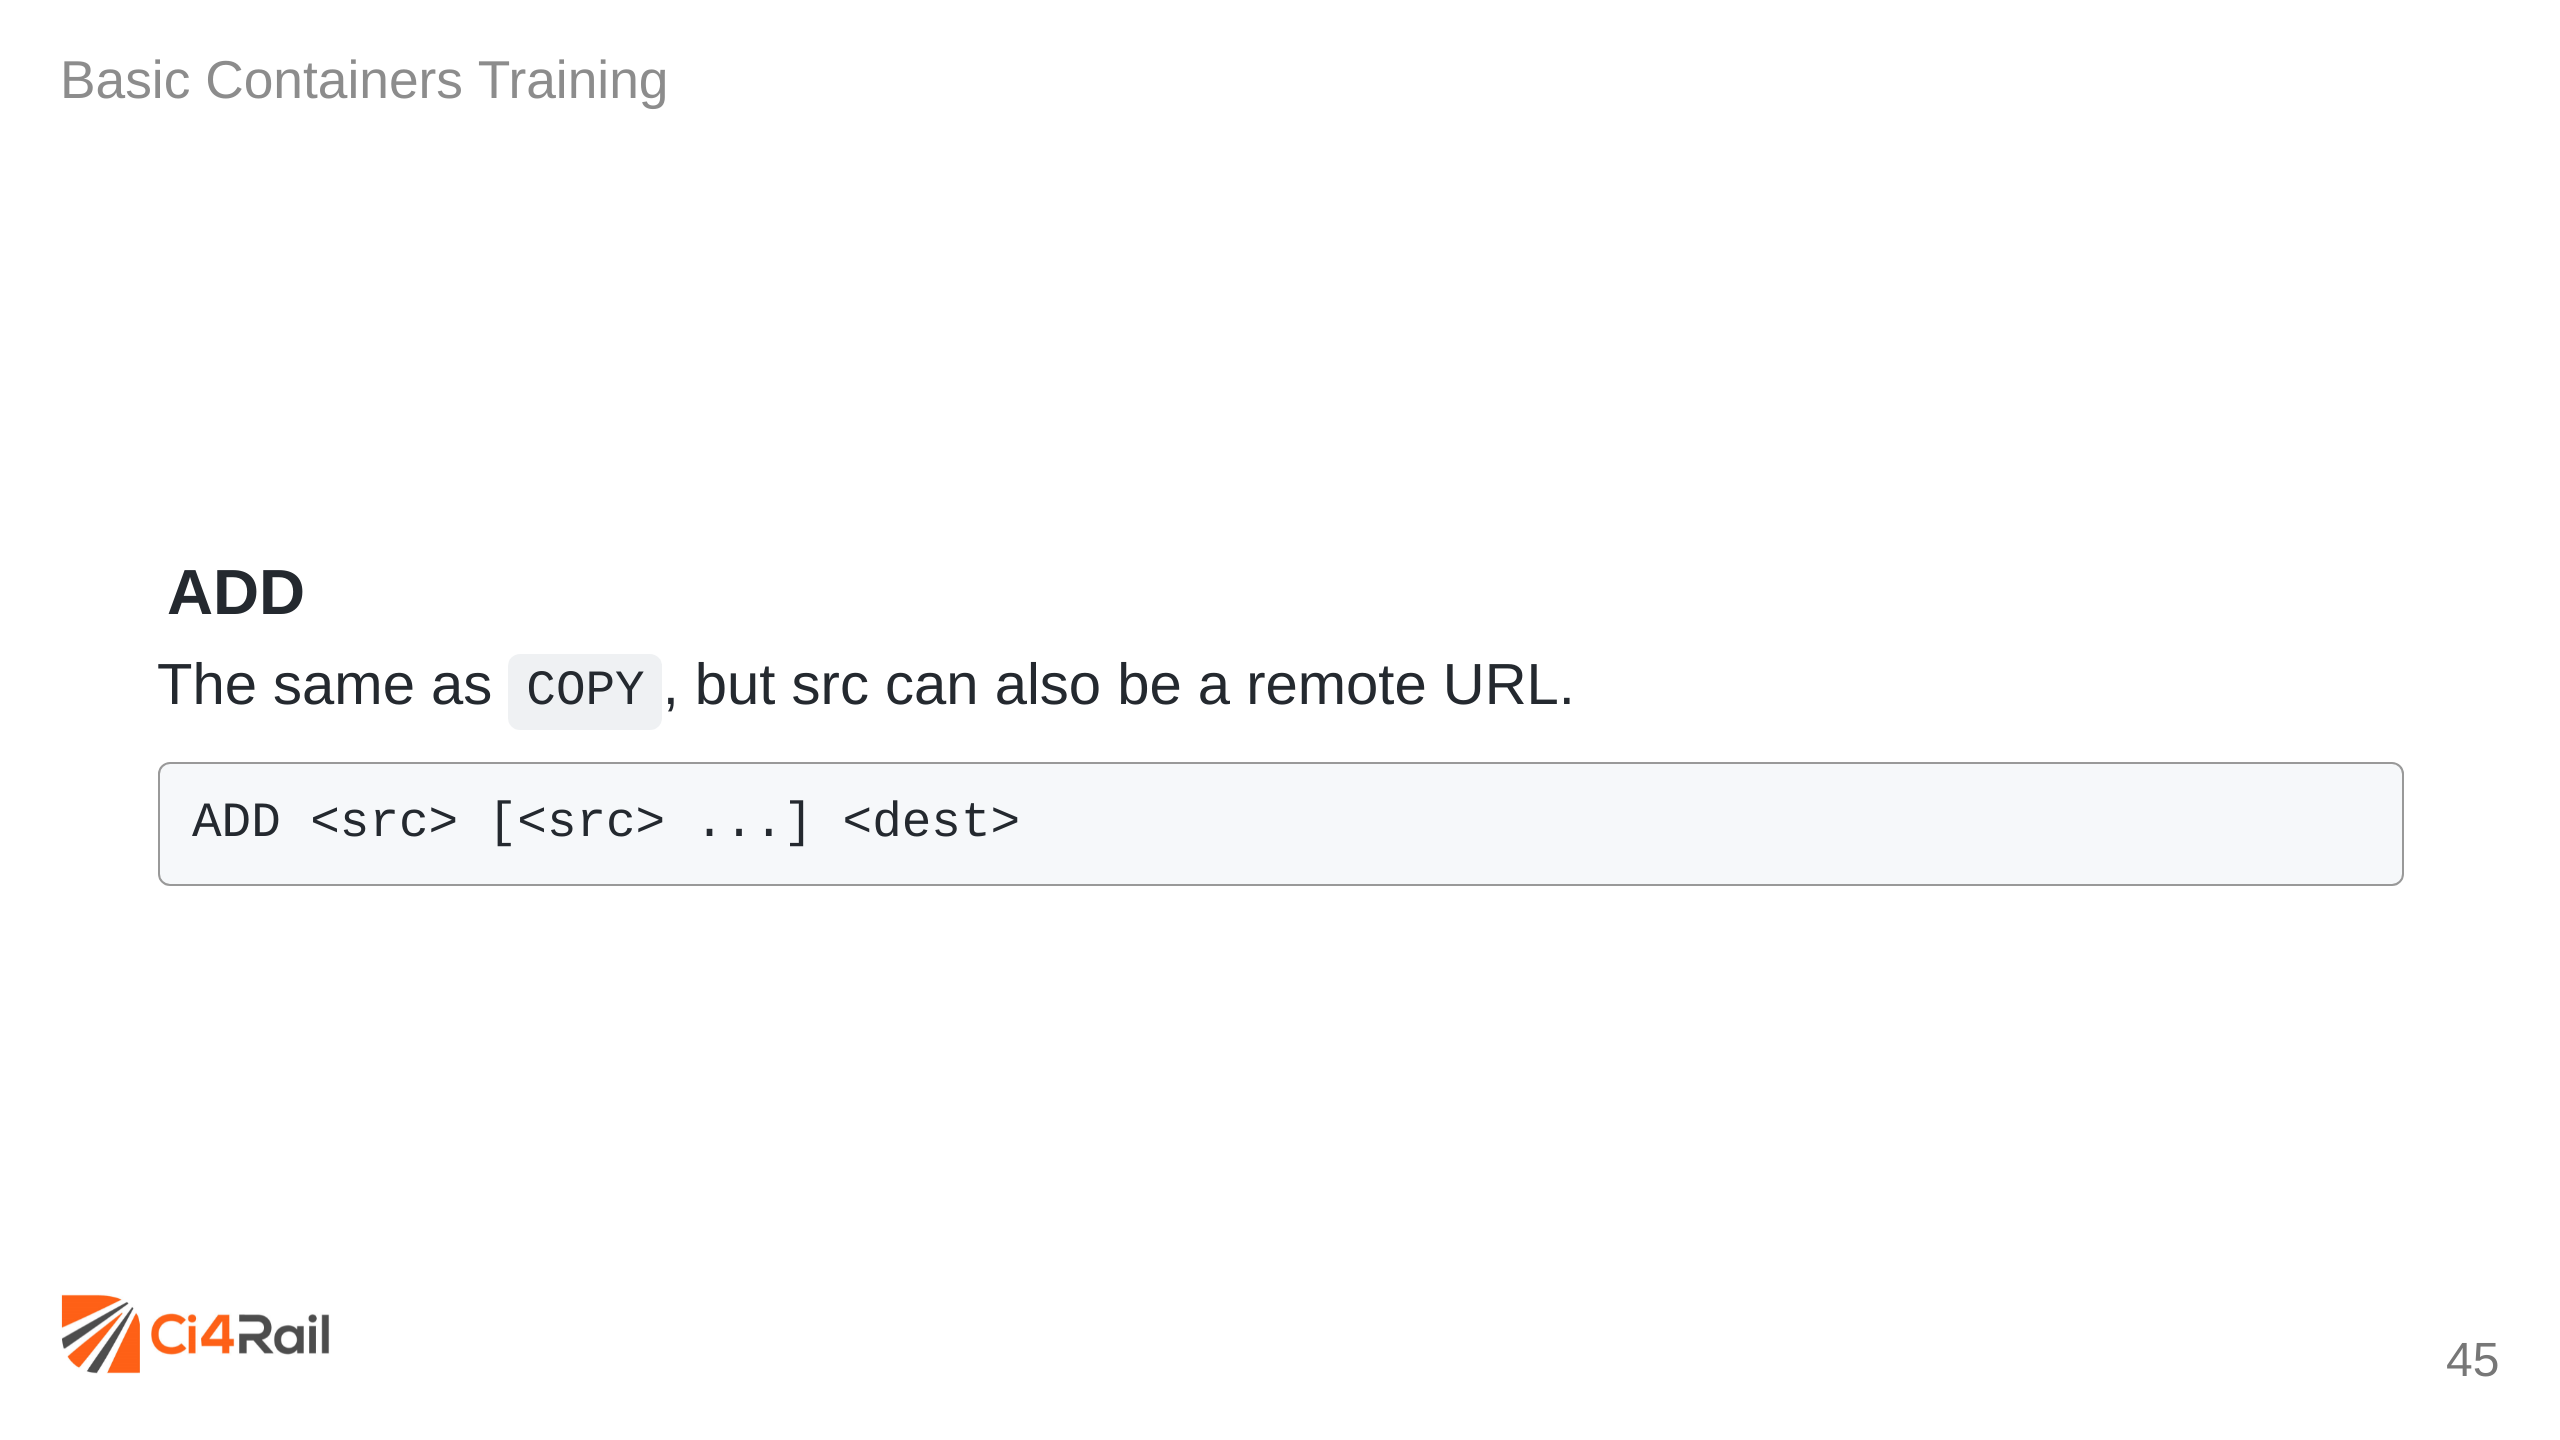 Basic Containers Training
ADD
The same as COPY, but src can also be a remote URL.
ADD <src> [<src> ...] <dest>
Ci4Rail
45